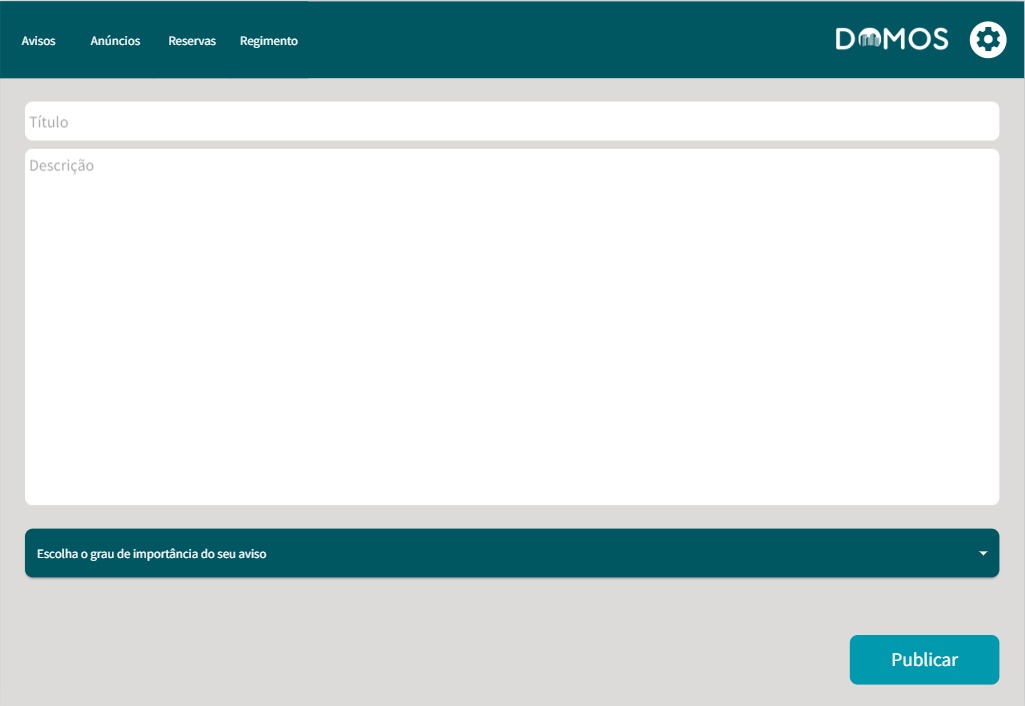 Avisos Anúncios Reservas Regimento DOMOS
Título
Descrição
Escolha o grau de importância do seu aviso
Publicar